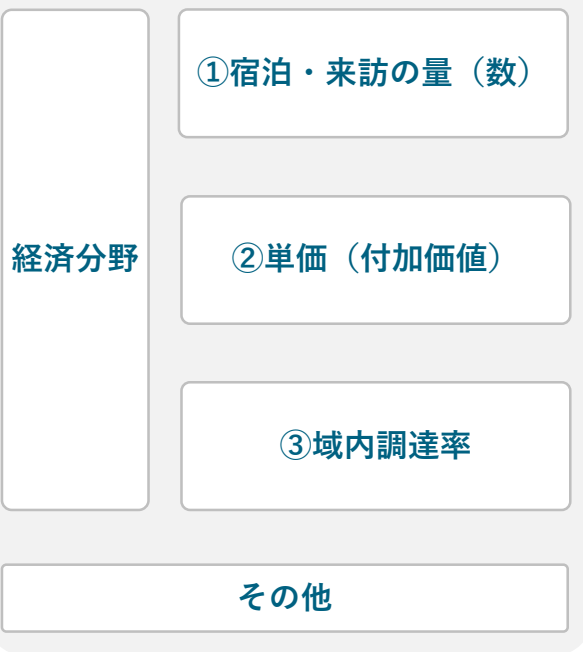 経済分野
①宿泊・来訪の量（数）
②単価（付加価値）
③域内調達率
その他